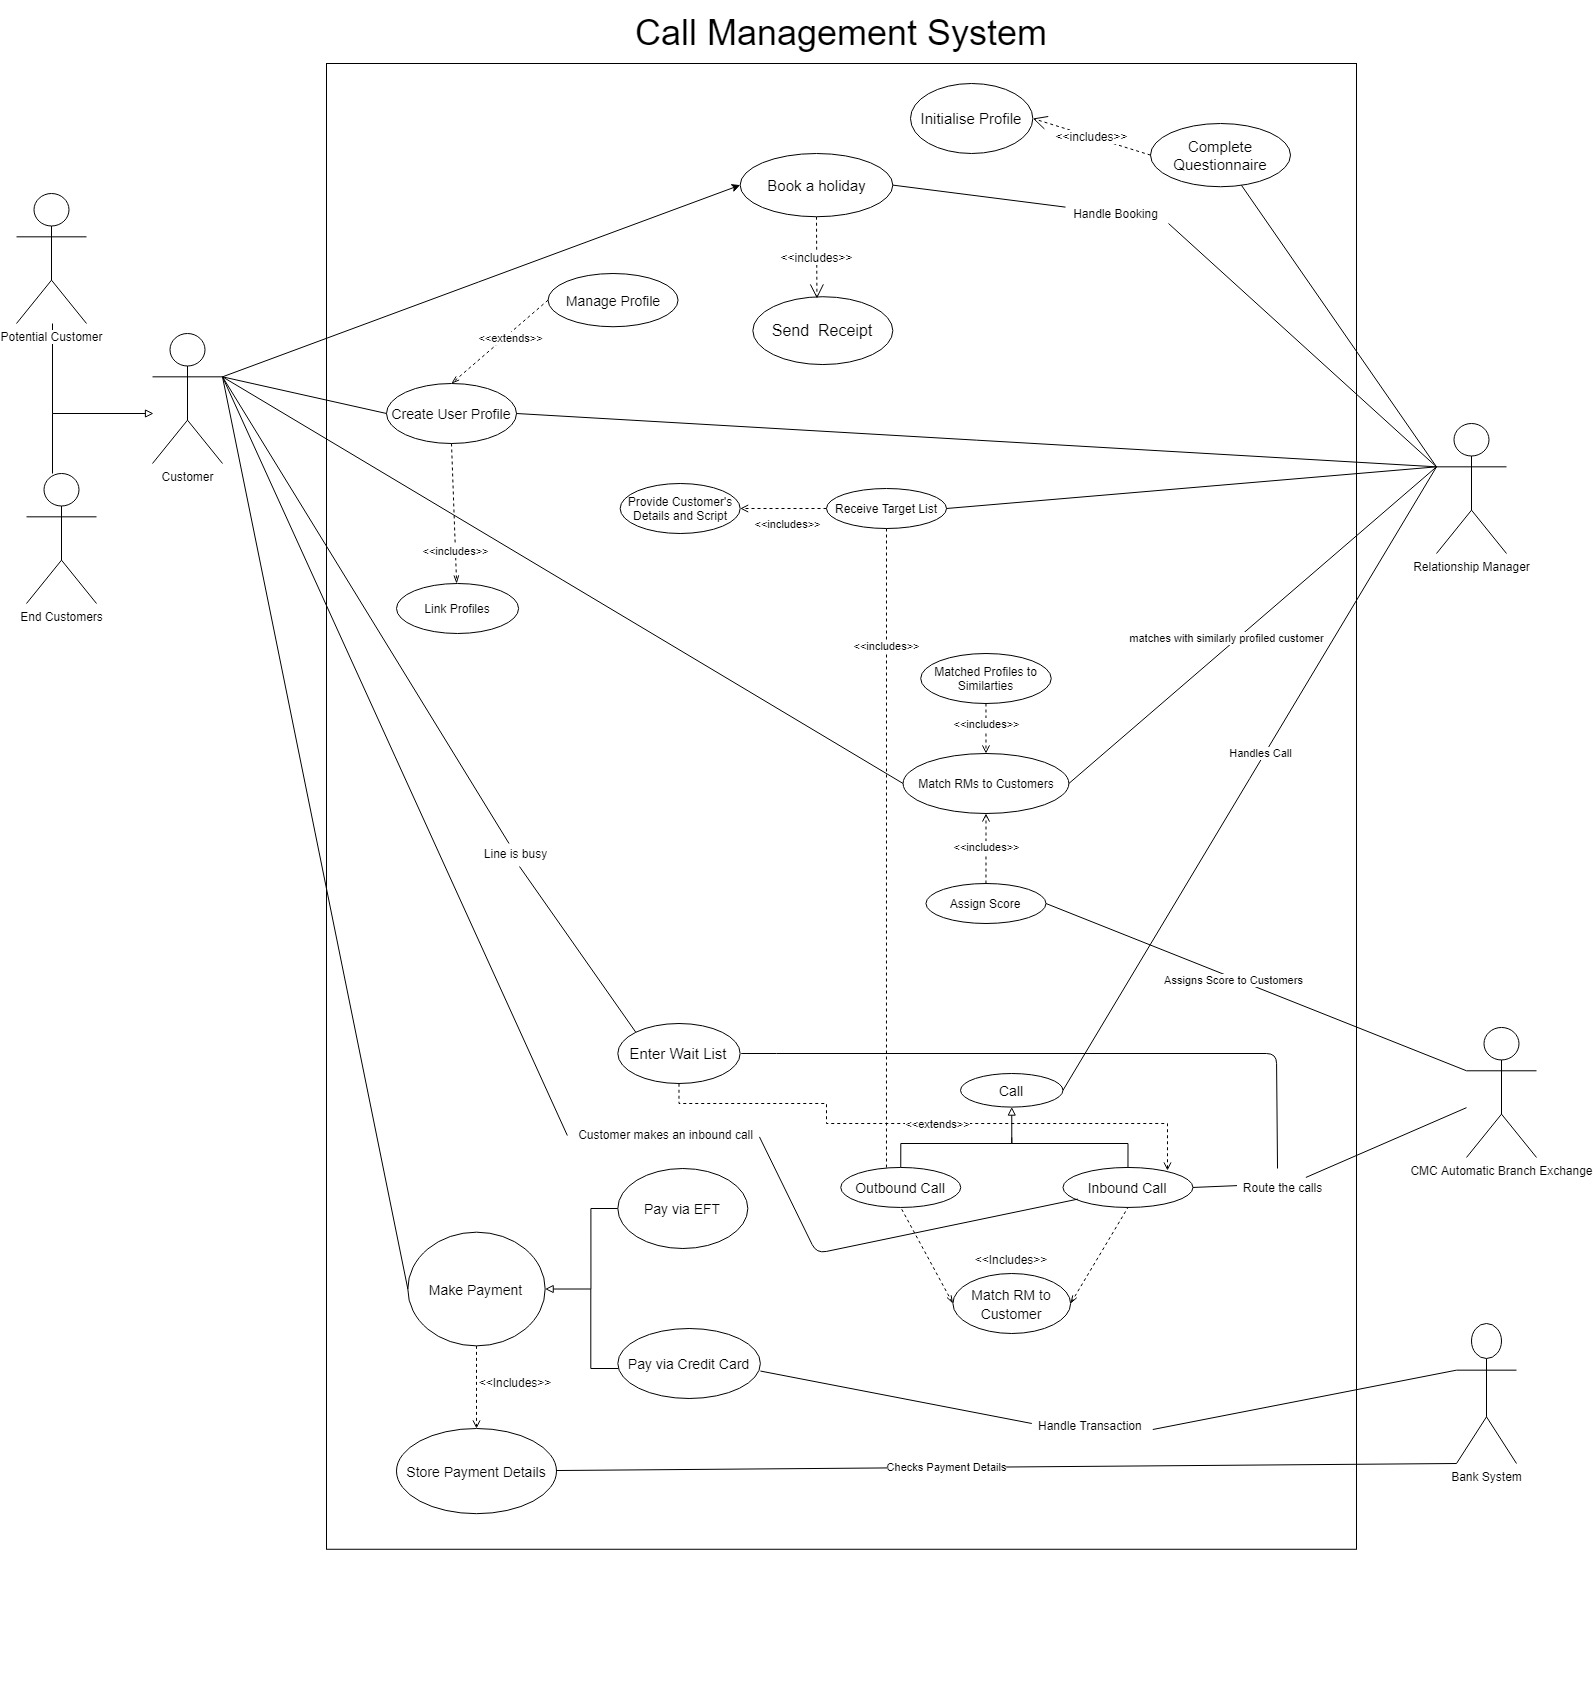 Call Management System
Initialise Profile
<<includes>>
Complete
Questionnaire
Book a holiday
Handle Booking
<<includes>>
Manage Profile
Send  Receipt
<<extends>>
Potential Customer
Create User Profile
Customer
Provide Customer's
Details and Script
<<includes>>
Receive Target List
<<includes>>
Relationship Manager
Link Profiles
End Customers
<<includes>>
matches with similarly profiled customer
Matched Profiles to
Similarties
<<includes>>
Handles Call
Match RMs to Customers
Line is busy
<<includes>>
Assign Score
Assigns Score to Customers
Enter Wait List
Call
<<extends>>
Customer makes an inbound call
CMC Automatic Branch Exchange
Outbound Call
Inbound Call
Route the calls
Pay via EFT
<<Includes>>
Make Payment
Match RM to
Customer
Pay via Credit Card
<<Includes>>
Handle Transaction
Store Payment Details
Checks Payment Details
Bank System